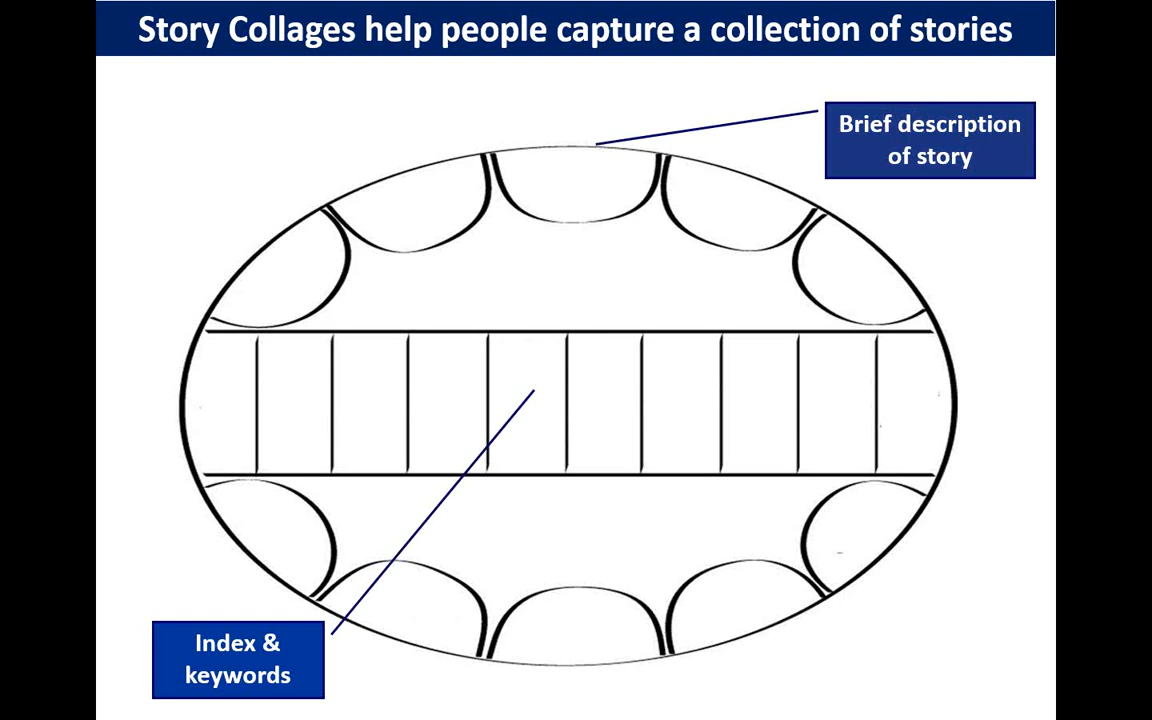 Story Collages help people capture a collection of stories
Brief description
of story
Index &
keywords